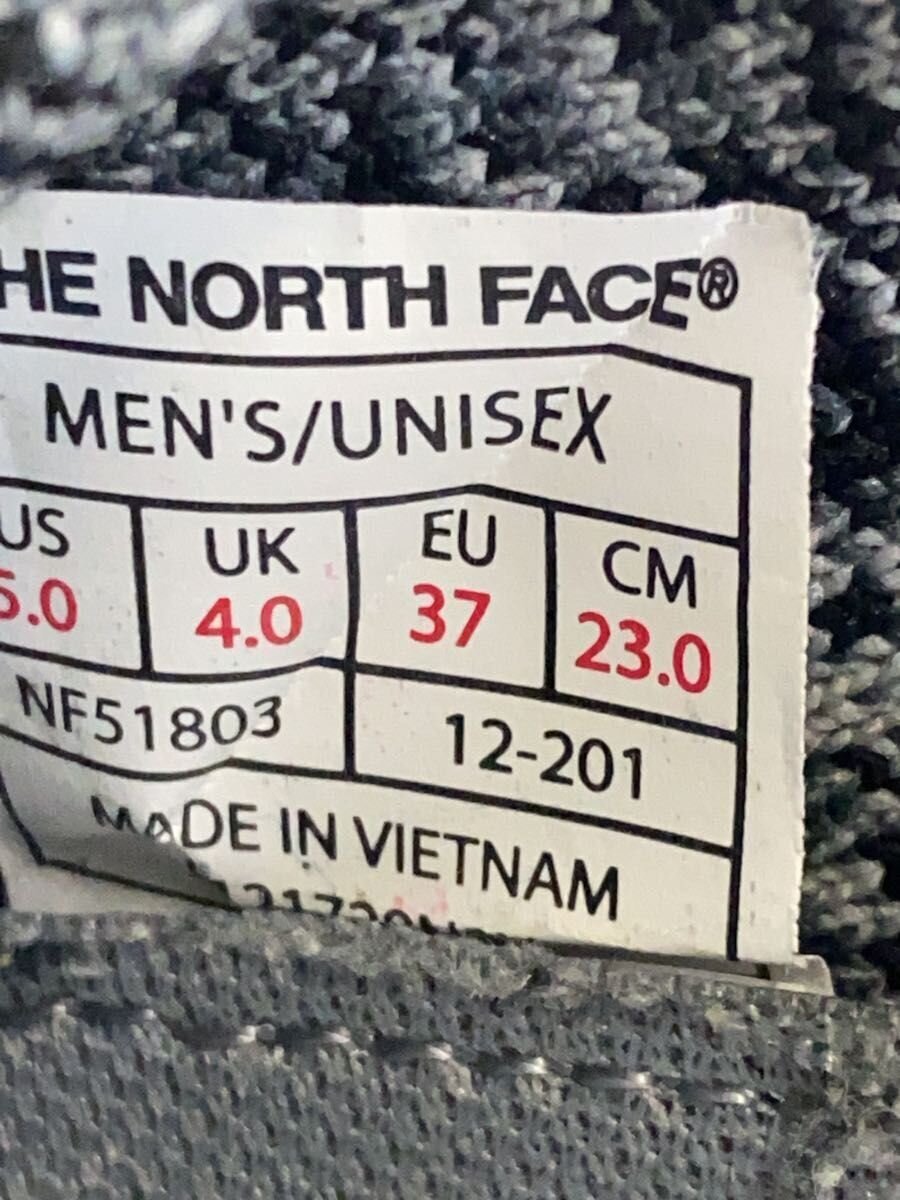 HE NORTH FACE®
MEN'S/UNISEX
US UK EU CM
5.0 4.0 37 23.0
NF51803 12-201
MADE IN VIETNAM